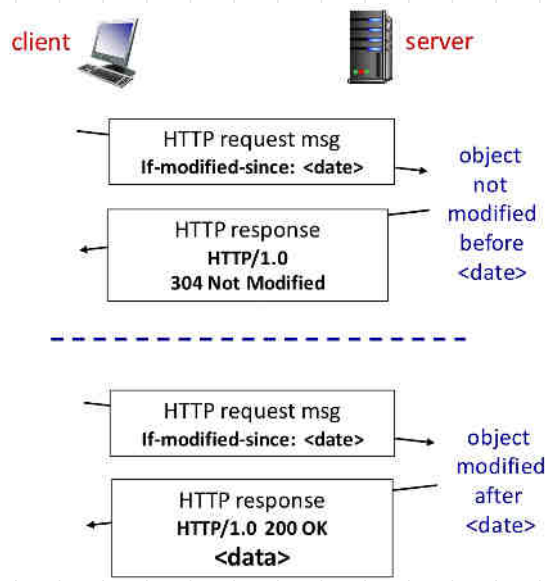 client
server
HTTP request msg
If-modified-since: <date>
object
not
modified
before
<date>
HTTP response
HTTP/1.0
304 Not Modified
HTTP request msg
If-modified-since: <date>
object
modified
after
<date>
HTTP response
HTTP/1.0 200 OK
<data>